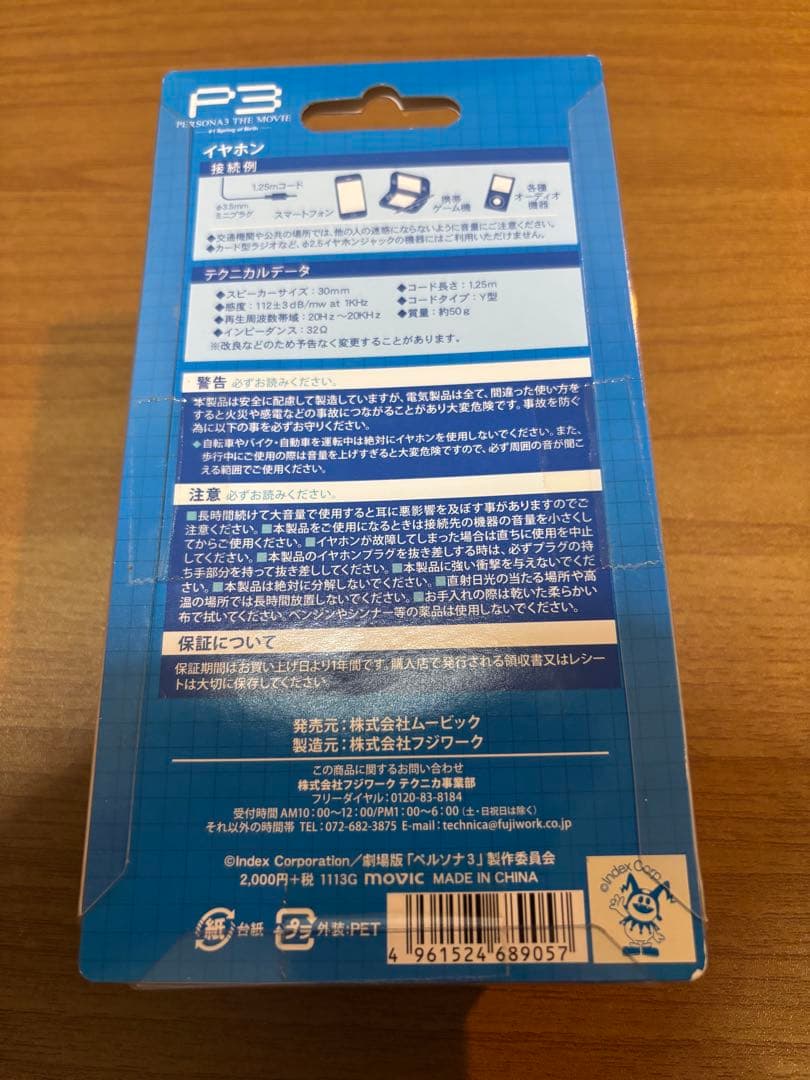 P3
PERSONA3 THE MOVIE
#1 Spring of Birth
イヤホン
接続例
1.25mコード
φ3.5mm
ミニプラグ
スマートフォン
携帯
ゲーム機
各種
オーディオ
機器
◆交通機関や公共の場所では、他の人の迷惑にならないように音量にご注意ください。
◆カード型ラジオなど、φ2.5イヤホンジャックの機器にはご利用いただけません。
テクニカルデータ
◆スピーカーサイズ：30mm
◆感度：112±3dB/mw at 1KHz
◆再生周波数帯域：20Hz～20KHz
◆インピーダンス：32Ω
◆コード長さ：1.25m
◆コードタイプ：Y型
◆質量：約50g
※改良などのため予告なく変更することがあります。
警告 必ずお読みください。
本製品は安全に配慮して製造していますが、電気製品は全て、間違った使い方を
すると火災や感電などの事故につながることがあり大変危険です。事故を防ぐ
為に以下の事を必ずお守りください。
◆自転車やバイク・自動車を運転中は絶対にイヤホンを使用しないでください。また、
歩行中にご使用の際は音量を上げすぎると大変危険ですので、必ず周囲の音が聞こ
える範囲でご使用ください。
注意 必ずお読みください。
■長時間続けて大音量で使用すると耳に悪影響を及ぼす事がありますのでご
注意ください。■本製品をご使用になるときは接続先の機器の音量を小さくし
てからご使用ください。■イヤホンが故障してしまった場合は直ちに使用を中止
してください。■本製品のイヤホンプラグを抜き差しする時は、必ずプラグの持
ち手部分を持って抜き差ししてください。■本製品に強い衝撃を与えないでくだ
さい。■本製品は絶対に分解しないでください。■直射日光の当たる場所や高
温の場所では長時間放置しないでください。■お手入れの際は乾いた柔らかい
布で拭いてください。ベンジンやシンナー等の薬品は使用しないでください。
保証について
保証期間はお買い上げ日より1年間です。購入店で発行される領収書又はレシー
トは大切に保存してください。
発売元：株式会社ムービック
製造元：株式会社フジワーク
この商品に関するお問い合わせ
株式会社フジワーク テクニカ事業部
フリーダイヤル：0120-83-8184
受付時間 AM10：00～12：00/PM1：00～6：00（土・日祝日は除く）
それ以外の時間帯 TEL：072-682-3875 E-mail：technica@fujiwork.co.jp
©Index Corporation／劇場版「ペルソナ3」製作委員会
2,000円＋税 1113G movic MADE IN CHINA
紙 台紙 プラ 外装:PET
4 961524 689057
©Index Corp.